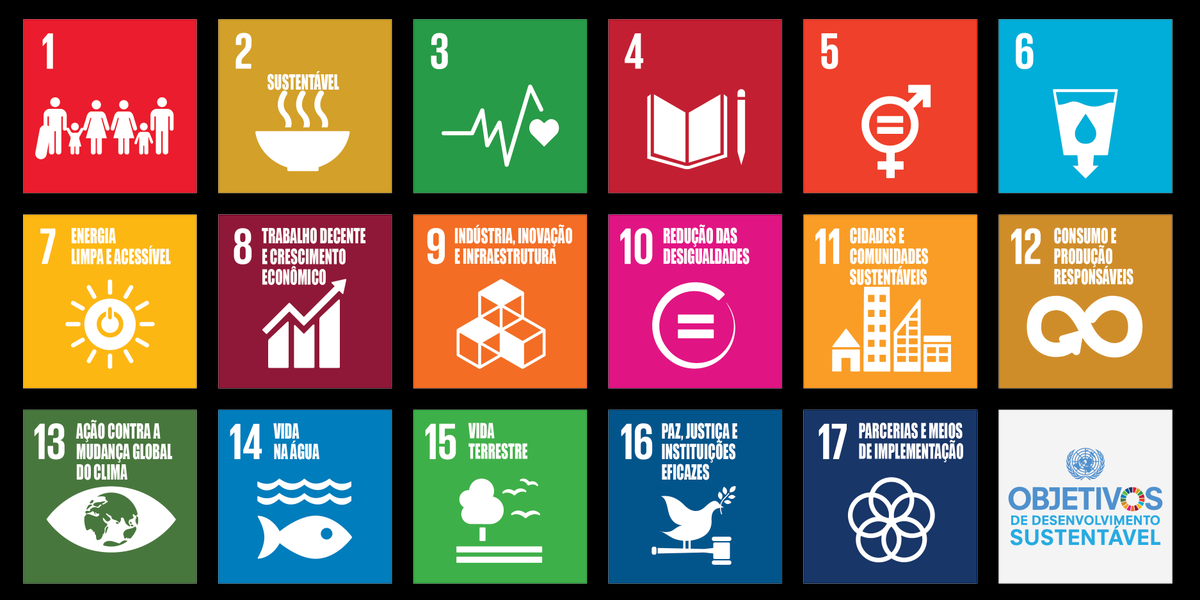 1
2
SUSTENTÁVEL
3
4
5
6
7
ENERGIA
LIMPA E ACESSÍVEL
8
TRABALHO DECENTE
E CRESCIMENTO
ECONÔMICO
9
INDÚSTRIA, INOVAÇÃO
E INFRAESTRUTURA
10
REDUÇÃO DAS
DESIGUALDADES
11
CIDADES E
COMUNIDADES
SUSTENTÁVEIS
12
CONSUMO E
PRODUÇÃO
RESPONSÁVEIS
13
AÇÃO CONTRA A
MUDANÇA GLOBAL
DO CLIMA
14
VIDA
NA ÁGUA
15
VIDA
TERRESTRE
16
PAZ, JUSTIÇA E
INSTITUIÇÕES
EFICAZES
17
PARCERIAS E MEIOS
DE IMPLEMENTAÇÃO
OBJETIVOS
DE DESENVOLVIMENTO
SUSTENTÁVEL